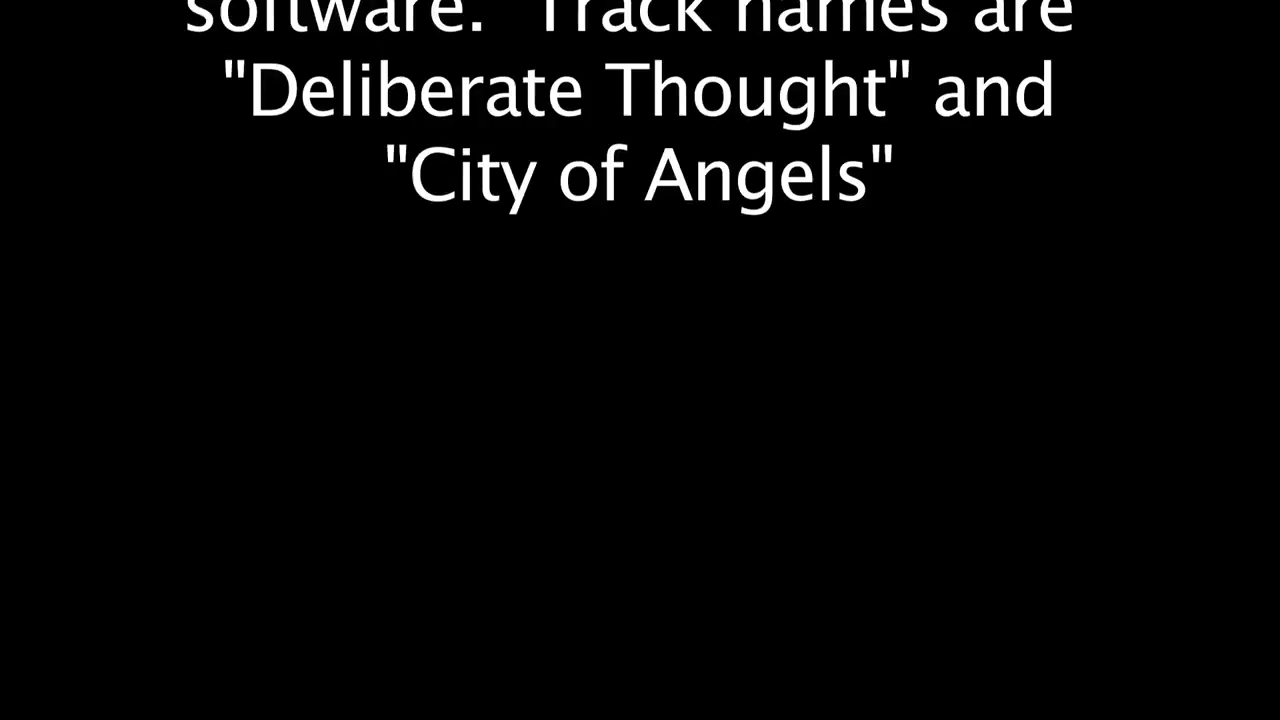 software.  Track names are
"Deliberate Thought" and
"City of Angels"